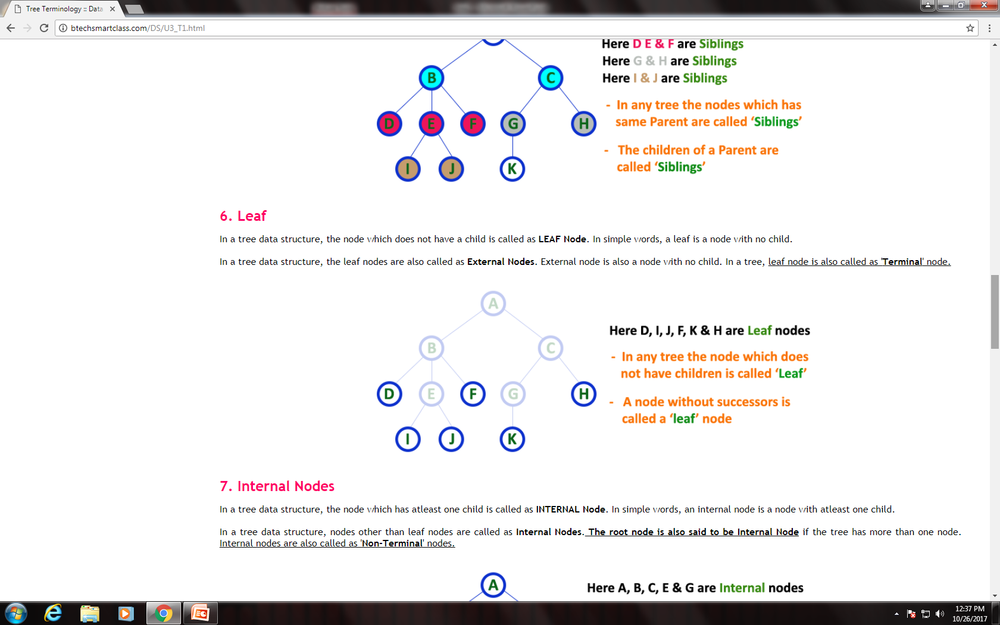 Tree Terminology :: Data
btechsmartclass.com/DS/U3_T1.html
Here D E & F are Siblings
Here G & H are Siblings
Here I & J are Siblings
- In any tree the nodes which has
same Parent are called ‘Siblings’
- The children of a Parent are
called ‘Siblings’
B C
D E F G H
I J K
6. Leaf
In a tree data structure, the node which does not have a child is called as LEAF Node. In simple words, a leaf is a node with no child.
In a tree data structure, the leaf nodes are also called as External Nodes. External node is also a node with no child. In a tree, leaf node is also called as 'Terminal' node.
A
B C
D E F G H
I J K
Here D, I, J, F, K & H are Leaf nodes
- In any tree the node which does
not have children is called ‘Leaf’
- A node without successors is
called a ‘leaf’ node
7. Internal Nodes
In a tree data structure, the node which has atleast one child is called as INTERNAL Node. In simple words, an internal node is a node with atleast one child.
In a tree data structure, nodes other than leaf nodes are called as Internal Nodes. The root node is also said to be Internal Node if the tree has more than one node.
Internal nodes are also called as 'Non-Terminal' nodes.
A
Here A, B, C, E & G are Internal nodes
12:37 PM
10/26/2017